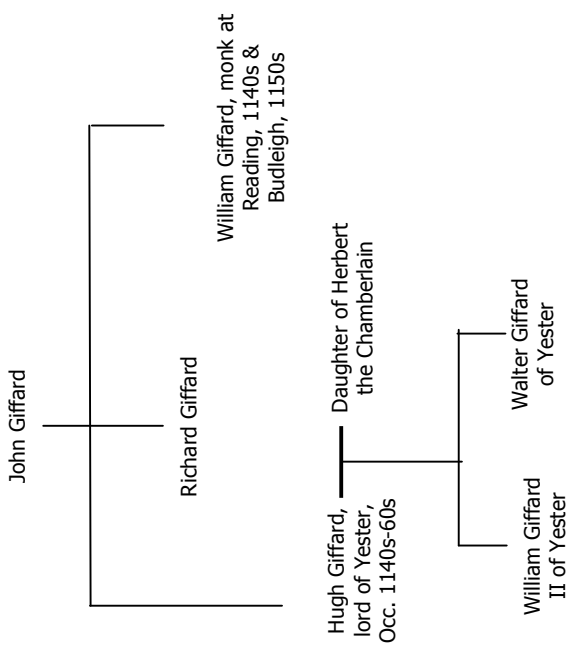 John Giffard
Richard Giffard
William Giffard, monk at
Reading, 1140s &
Budleigh, 1150s
Hugh Giffard,
lord of Yester,
Occ. 1140s-60s
Daughter of Herbert
the Chamberlain
William Giffard
II of Yester
Walter Giffard
of Yester